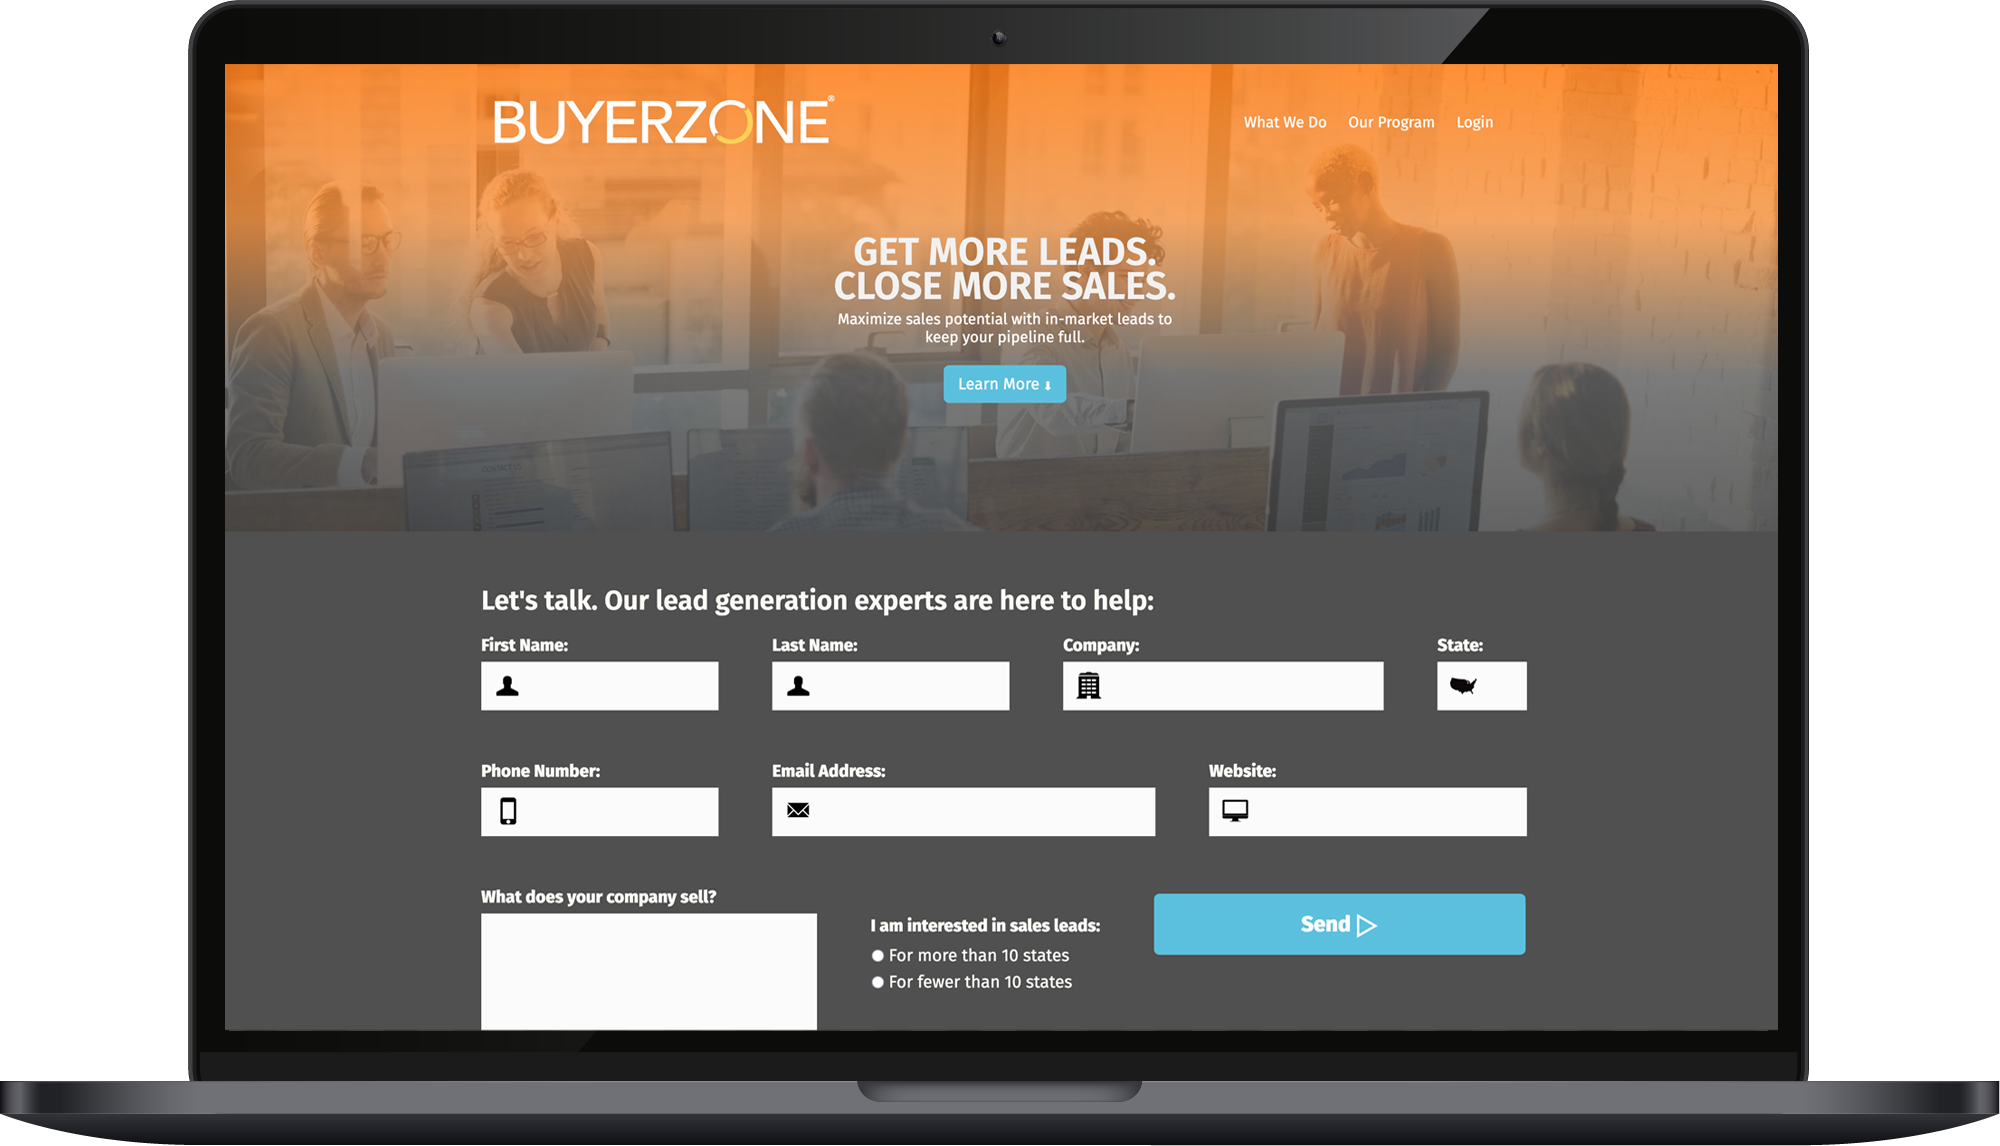 BUYERZONE®
What We Do Our Program Login
GET MORE LEADS.
CLOSE MORE SALES.
Maximize sales potential with in-market leads to
keep your pipeline full.
Learn More ⬇
CONTACT US
Let's talk. Our lead generation experts are here to help:
First Name: Last Name: Company: State:
Phone Number: Email Address: Website:
What does your company sell?
I am interested in sales leads:
For more than 10 states
For fewer than 10 states
Send